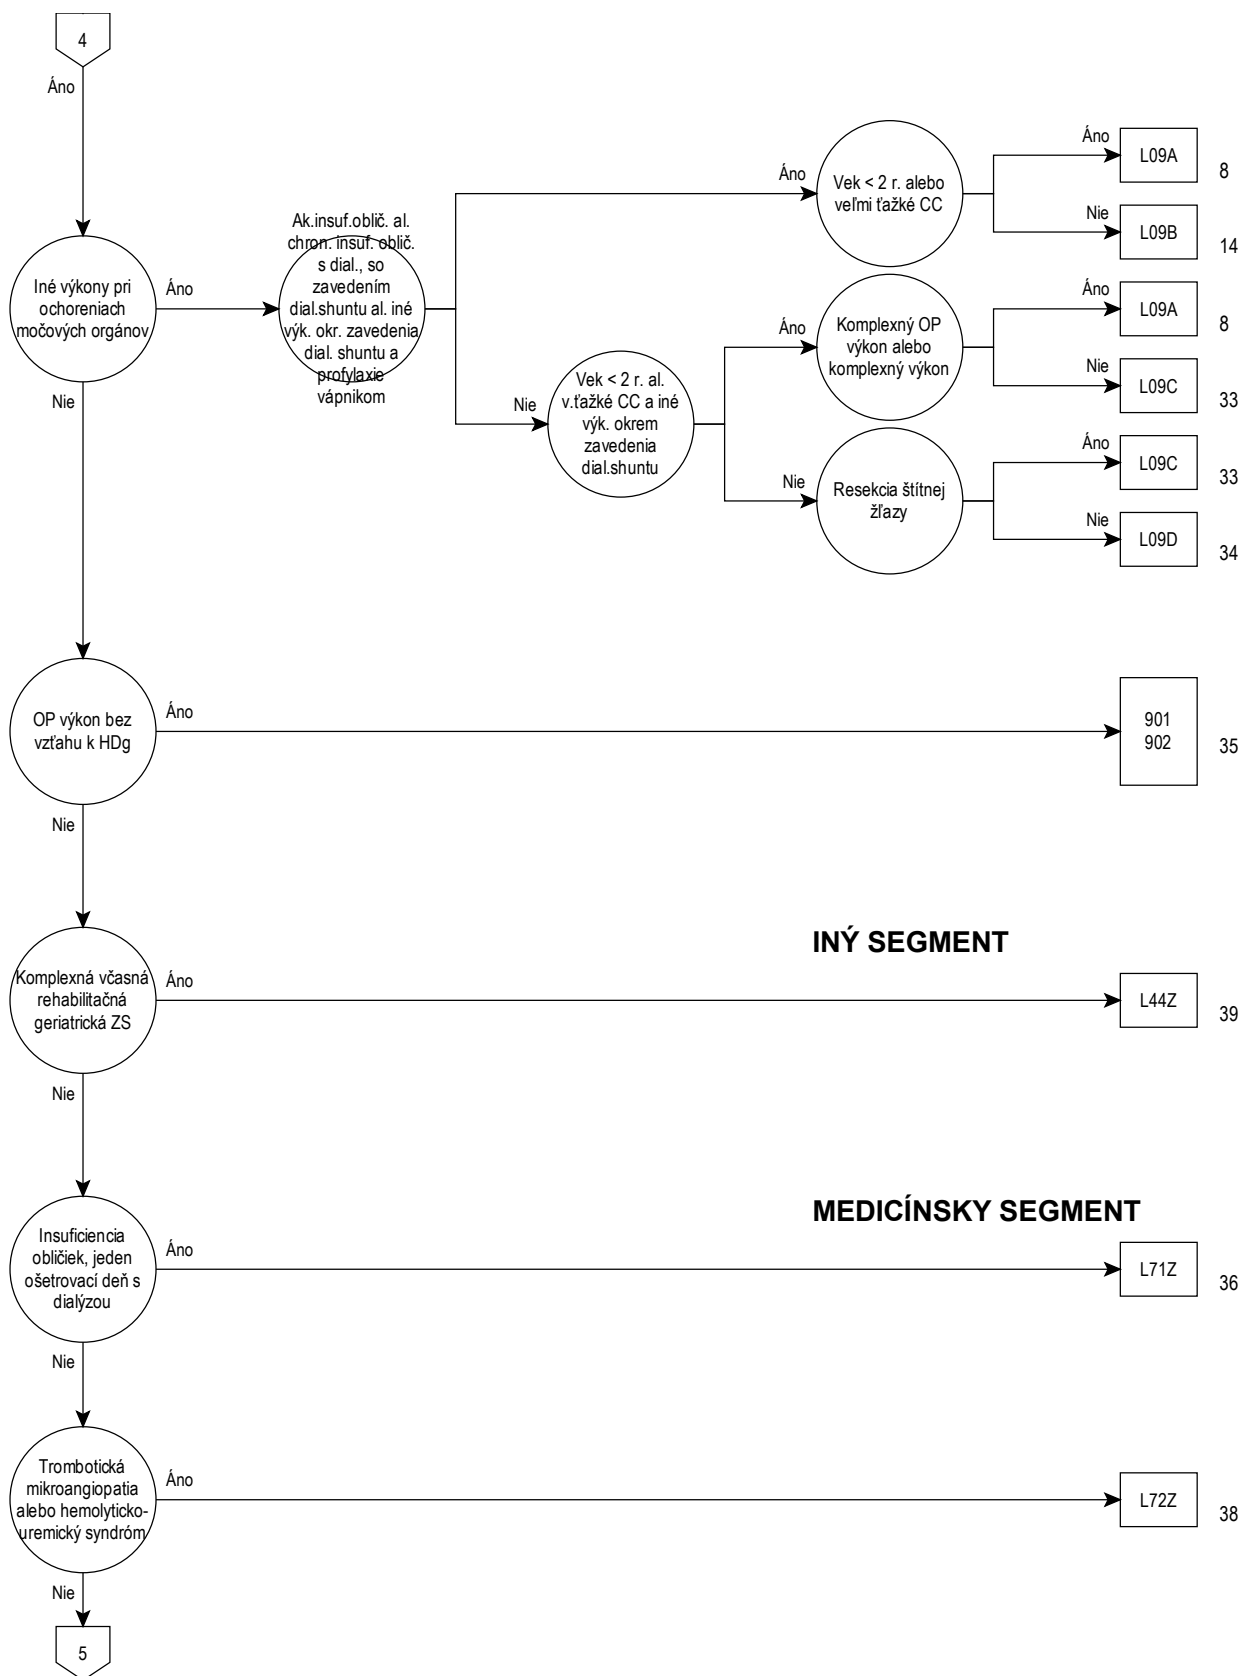 4
Áno
Iné výkony pri
ochoreniach
močových orgánov
Áno
Nie
Ak.insuf.oblič. al.
chron. insuf. oblič.
s dial., so
zavedením
dial.shuntu al. iné
výk. okr. zavedenia
dial. shuntu a
profylaxie
vápnikom
Áno
Vek < 2 r. alebo
veľmi ťažké CC
Áno
L09A
8
Nie
L09B
14
Nie
Vek < 2 r. al.
v.ťažké CC a iné
výk. okrem
zavedenia
dial.shuntu
Áno
Komplexný OP
výkon alebo
komplexný výkon
Áno
L09A
8
Nie
L09C
33
Nie
Resekcia štítnej
žľazy
Áno
L09C
33
Nie
L09D
34
OP výkon bez
vzťahu k HDg
Áno
901
902
35
Nie
INÝ SEGMENT
Komplexná včasná
rehabilitačná
geriatrická ZS
Áno
L44Z
39
Nie
MEDICÍNSKY SEGMENT
Insuficiencia
obličiek, jeden
ošetrovací deň s
dialýzou
Áno
L71Z
36
Nie
Trombotická
mikroangiopatia
alebo hemolyticko-
uremický syndróm
Áno
L72Z
38
Nie
5